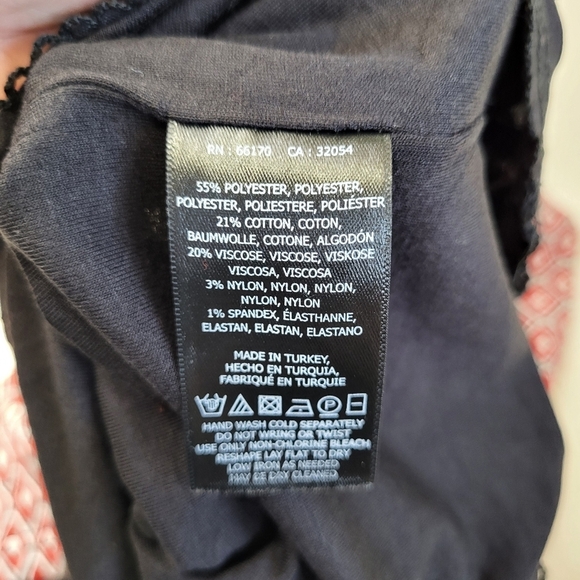 RN : 66170 CA : 32054
55% POLYESTER, POLYESTER,
POLYESTER, POLIESTERE, POLIÉSTER
21% COTTON, COTON,
BAUMWOLLE, COTONE, ALGODÓN
20% VISCOSE, VISCOSE, VISKOSE
VISCOSA, VISCOSA
3% NYLON, NYLON, NYLON,
NYLON, NYLON
1% SPANDEX, ÉLASTHANNE,
ELASTAN, ELASTAN, ELASTANO
MADE IN TURKEY,
HECHO EN TURQUIA,
FABRIQUÉ EN TURQUIE
HAND WASH COLD SEPARATELY
DO NOT WRING OR TWIST
USE ONLY NON-CHLORINE BLEACH
RESHAPE LAY FLAT TO DRY
LOW IRON AS NEEDED
MAY BE DRY CLEANED